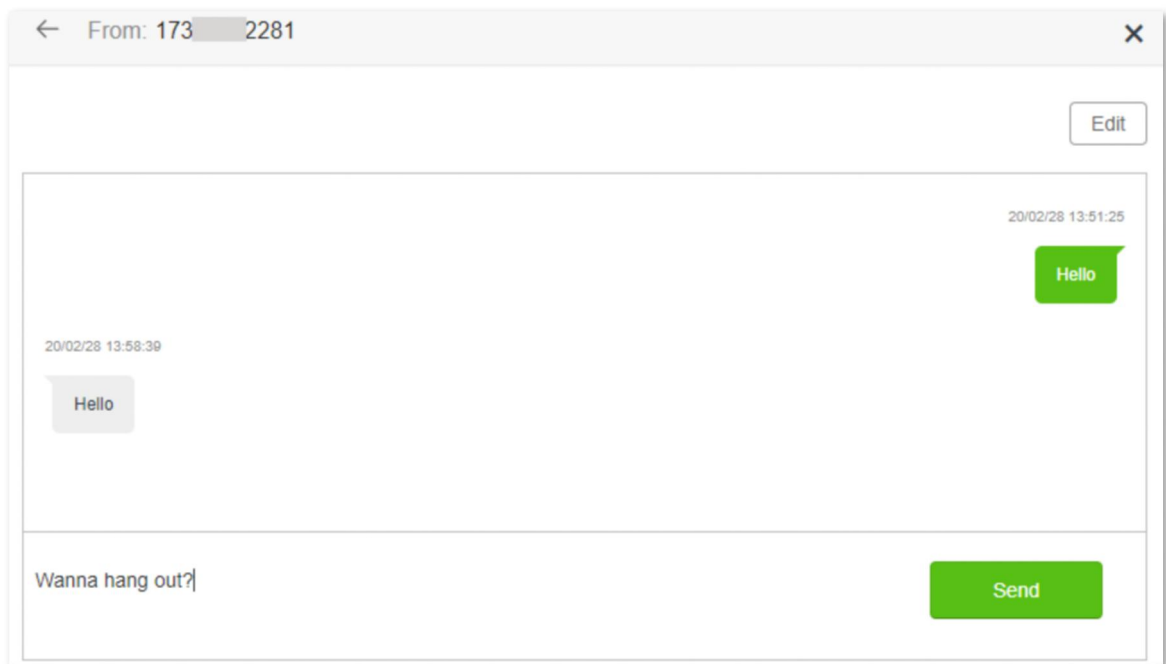 ← From: 173 2281 ×
Edit
20/02/28 13:51:25
Hello
20/02/28 13:58:39
Hello
Wanna hang out?
Send